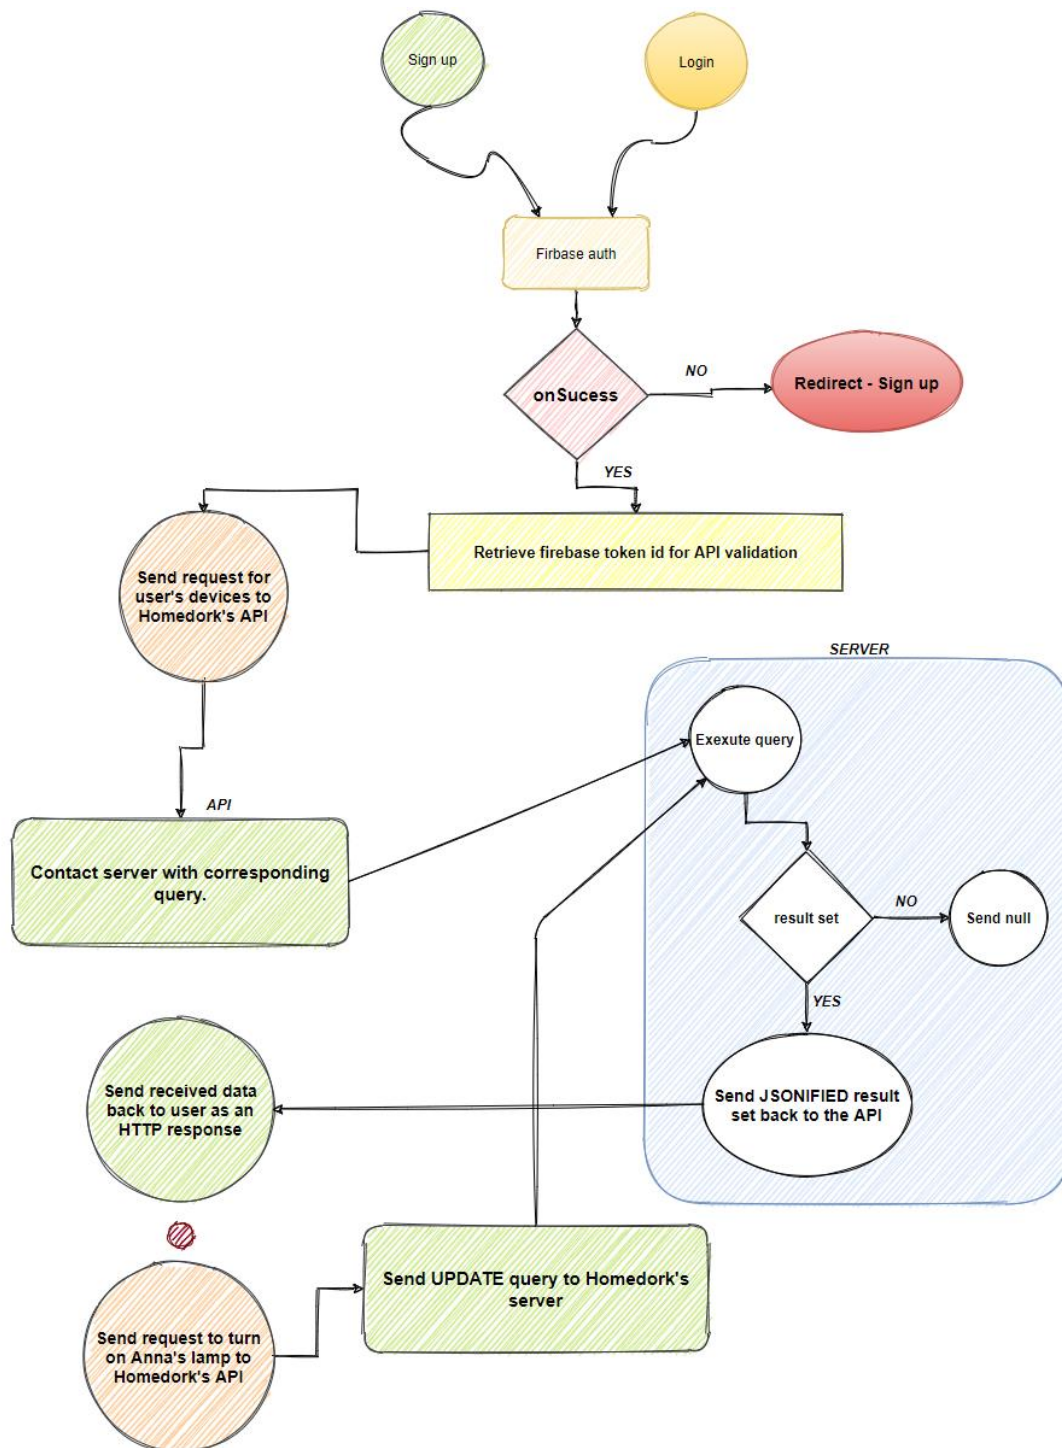 Sign up
Login
Firbase auth
onSucess
NO
Redirect - Sign up
YES
Retrieve firebase token id for API validation
Send request for
user's devices to
Homedork's API
SERVER
Exexute query
API
Contact server with corresponding
query.
result set
NO
Send null
YES
Send received data
back to user as an
HTTP response
Send JSONIFIED result
set back to the API
Send UPDATE query to Homedork's
server
Send request to turn
on Anna's lamp to
Homedork's API